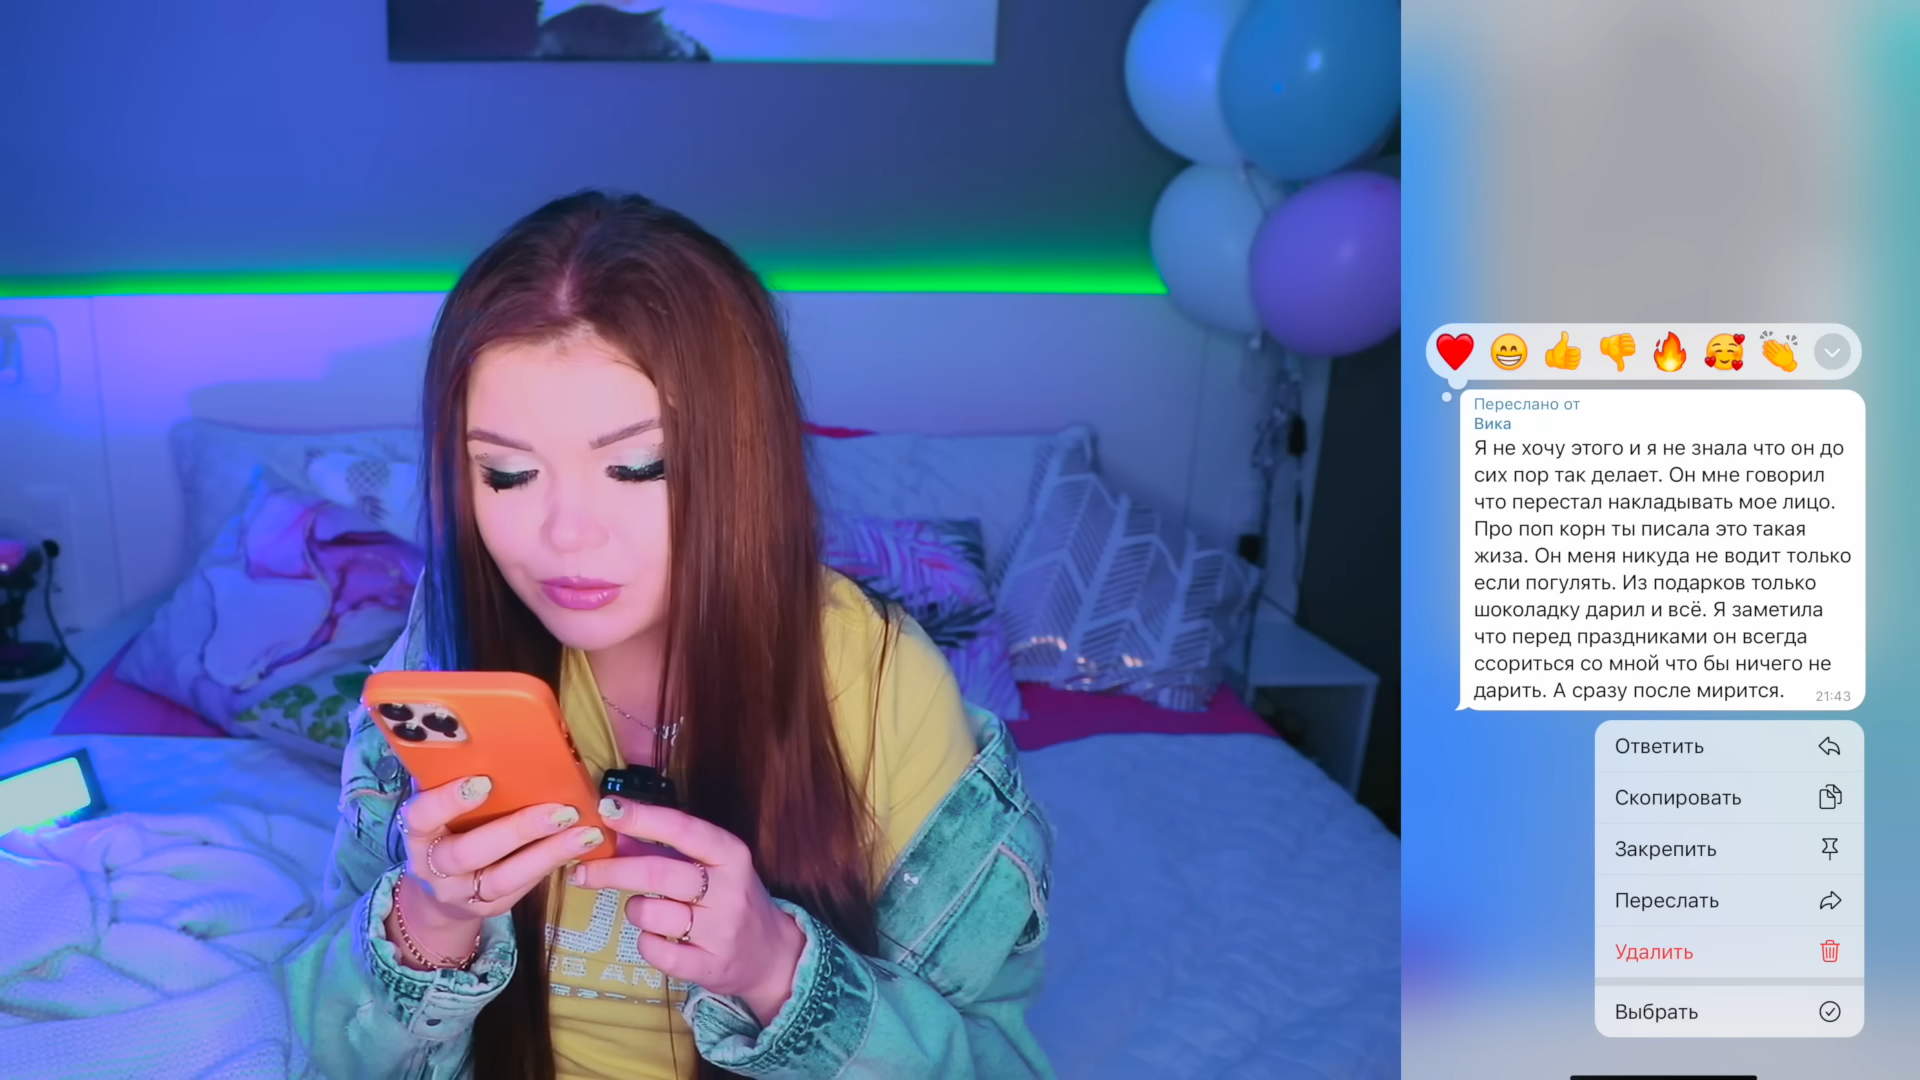 Переслано от
Вика
Я не хочу этого и я не знала что он до
сих пор так делает. Он мне говорил
что перестал накладывать мое лицо.
Про поп корн ты писала это такая
жиза. Он меня никуда не водит только
если погулять. Из подарков только
шоколадку дарил и всё. Я заметила
что перед праздниками он всегда
ссориться со мной что бы ничего не
дарить. А сразу после мирится.
21:43
Ответить
Скопировать
Закрепить
Переслать
Удалить
Выбрать